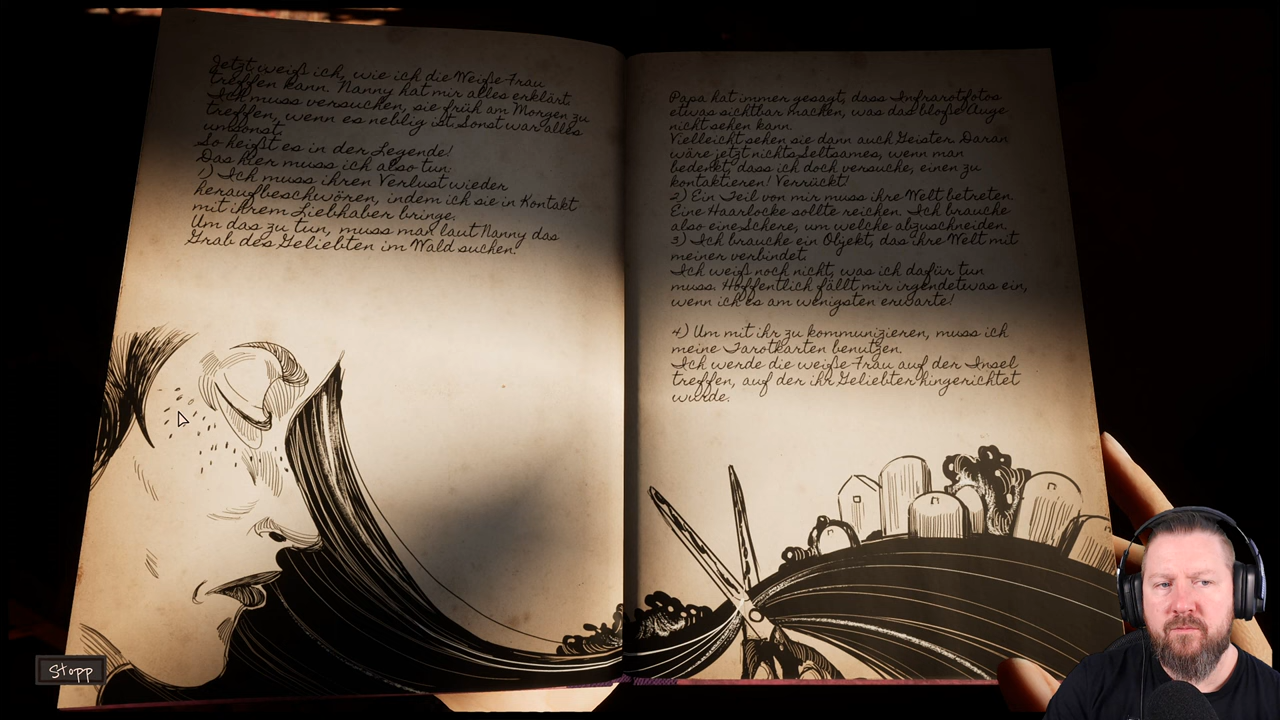 Jetzt weiß ich, wie ich die Weiße Frau
treffen kann. Nanny hat mir alles erklärt.
Ich muss versuchen, sie früh am Morgen zu
treffen, wenn es neblig ist. Sonst war alles
umsonst.
So heißt es in der Legende!
Das hier muss ich also tun:
1) Ich muss ihren Verlust wieder
heraufbeschwören, indem ich sie in Kontakt
mit ihrem Liebhaber bringe.
Um das zu tun, muss man laut Nanny das
Grab des Geliebten im Wald suchen.
Papa hat immer gesagt, dass Infrarotfotos
etwas sichtbar machen, was das bloße Auge
nicht sehen kann.
Vielleicht sehen sie dann auch Geister. Daran
wäre jetzt nichts Seltsames, wenn man
bedenkt, dass ich doch versuche, einen zu
kontaktieren! Verrückt!
2) Ein Teil von mir muss ihre Welt betreten.
Eine Haarlocke sollte reichen. Ich brauche
also eine Schere, um welche abzuschneiden.
3) Ich brauche ein Objekt, das ihre Welt mit
meiner verbindet.
Ich weiß noch nicht, was ich dafür tun
muss. Hoffentlich fällt mir irgendetwas ein,
wenn ich es am wenigsten erwarte!
4) Um mit ihr zu kommunizieren, muss ich
meine Tarotkarten benutzen.
Ich werde die weiße Frau auf der Insel
treffen, auf der ihr Geliebter hingerichtet
wurde.
Stopp